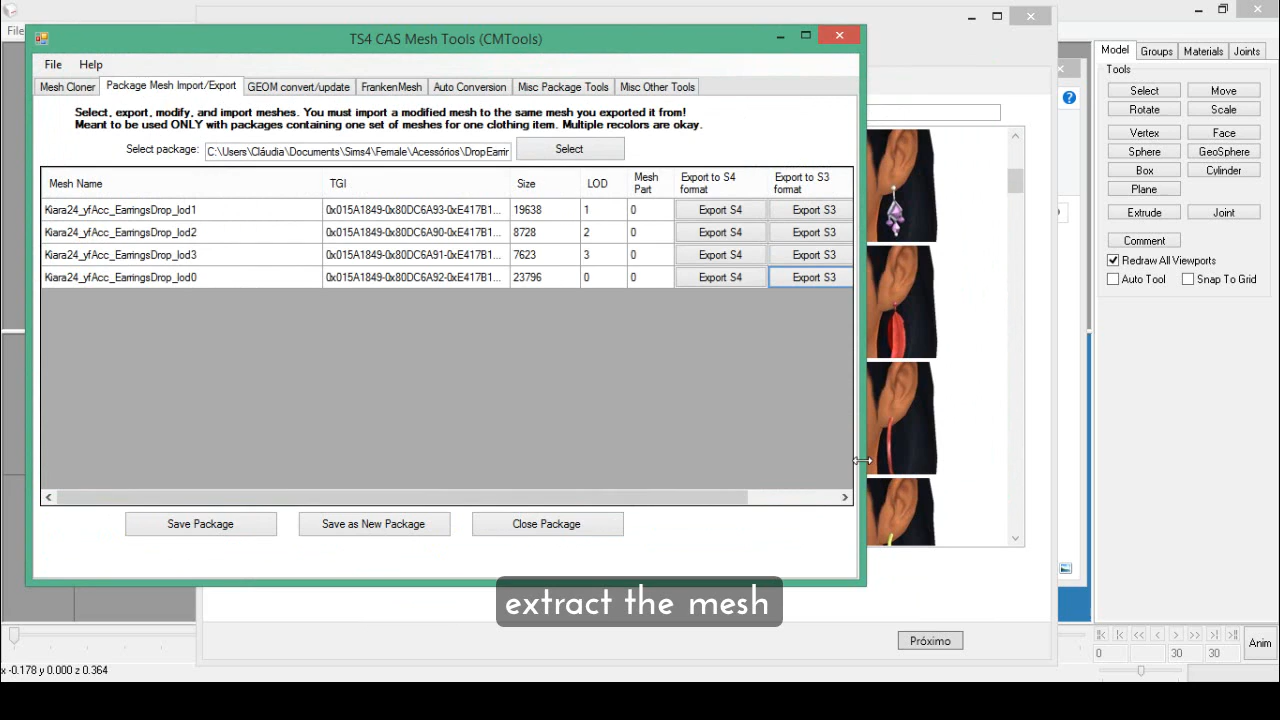 TS4 CAS Mesh Tools (CMTools)
File Help
Mesh Cloner Package Mesh Import/Export GEOM convert/update FrankenMesh Auto Conversion Misc Package Tools Misc Other Tools
Select, export, modify, and import meshes. You must import a modified mesh to the same mesh you exported it from!
Meant to be used ONLY with packages containing one set of meshes for one clothing item. Multiple recolors are okay.
Select package: C:\Users\Cláudia\Documents\Sims4\Female\Acessórios\DropEarrir Select
Mesh Name TGI Size LOD Mesh Part Export to S4 format Export to S3 format
Kiara24_yfAcc_EarringsDrop_lod1 0x015A1849-0x80DC6A93-0xE417B1... 19638 1 0 Export S4 Export S3
Kiara24_yfAcc_EarringsDrop_lod2 0x015A1849-0x80DC6A90-0xE417B1... 8728 2 0 Export S4 Export S3
Kiara24_yfAcc_EarringsDrop_lod3 0x015A1849-0x80DC6A91-0xE417B1... 7623 3 0 Export S4 Export S3
Kiara24_yfAcc_EarringsDrop_lod0 0x015A1849-0x80DC6A92-0xE417B1... 23796 0 0 Export S4 Export S3
Save Package Save as New Package Close Package
extract the mesh
Próximo
Model Groups Materials Joints
Tools
Select Move
Rotate Scale
Vertex Face
Sphere GeoSphere
Box Cylinder
Plane
Extrude Joint
Comment
Redraw All Viewports
Auto Tool Snap To Grid
0 30 30
Anim
x -0.178 y 0.000 z 0.364